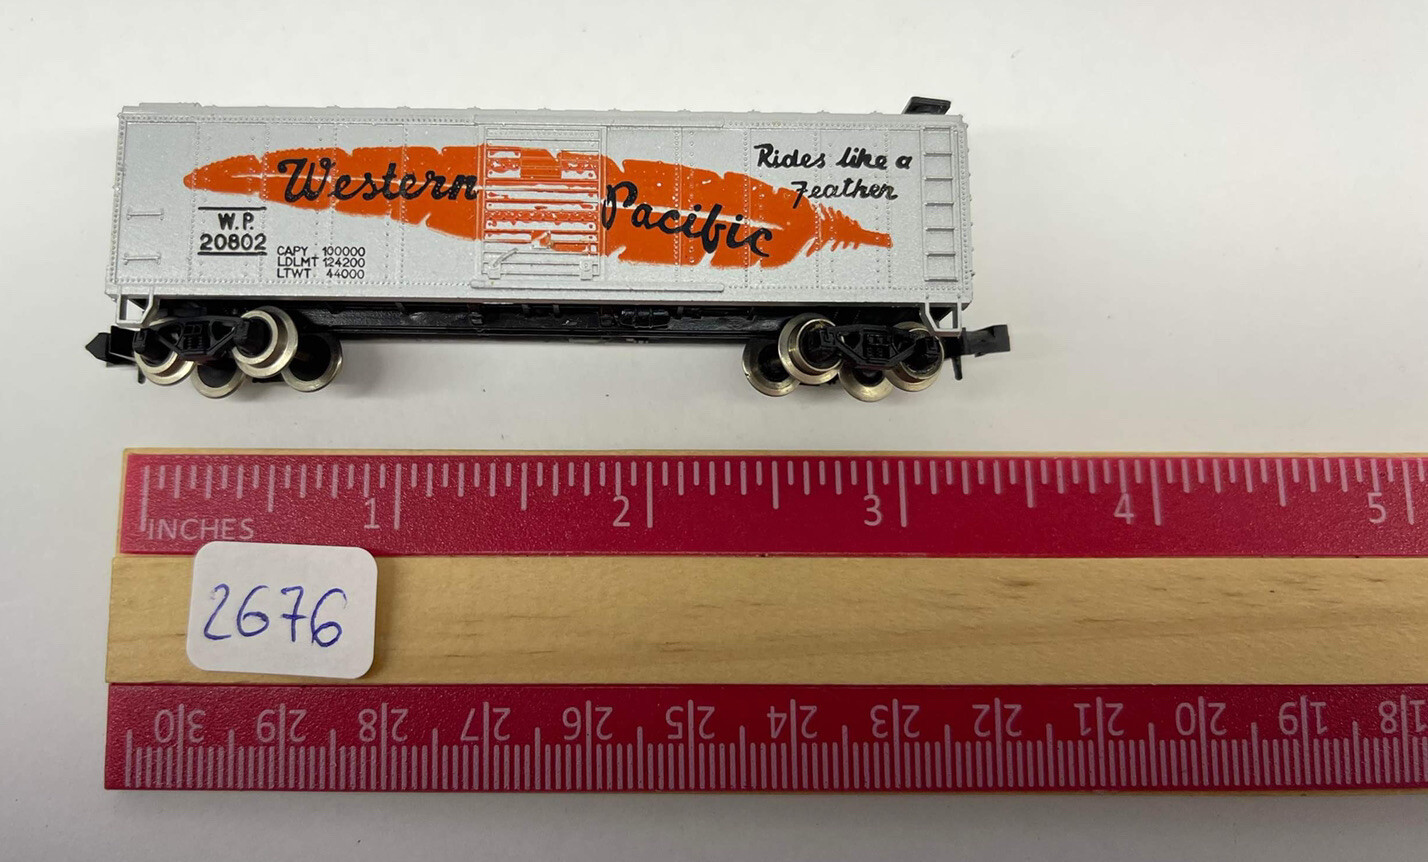 Western Pacific
Rides like a
Feather
W.P.
20802
CAPY 100000
LDLMT 124200
LTWT 44000
1 2 3 4 5
INCHES
2676
30 29 28 27 26 25 24 23 22 21 20 19 18